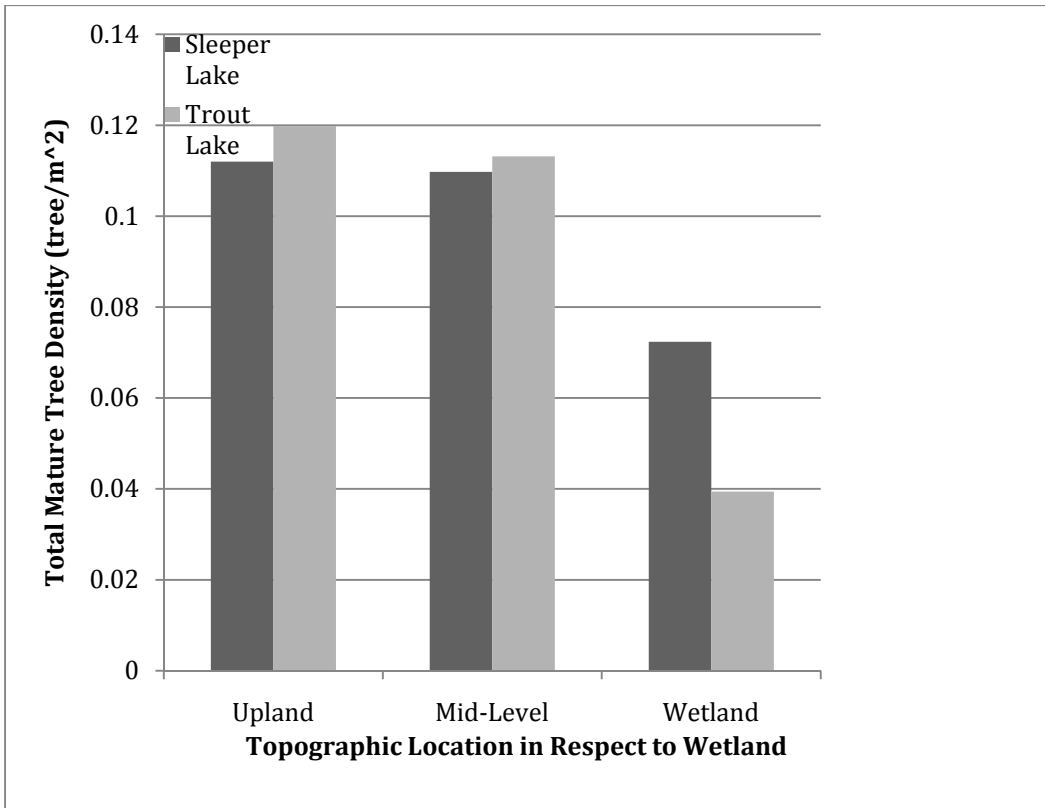 Total Mature Tree Density (tree/m^2)
0.14
0.12
0.1
0.08
0.06
0.04
0.02
0
Sleeper
Lake
Trout
Lake
Upland
Mid-Level
Wetland
Topographic Location in Respect to Wetland